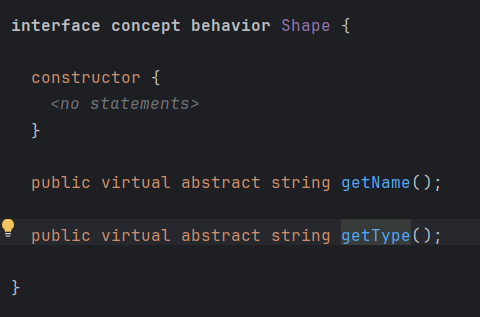 interface concept behavior Shape {
constructor {
<no statements>
}
public virtual abstract string getName();
public virtual abstract string getType();
}